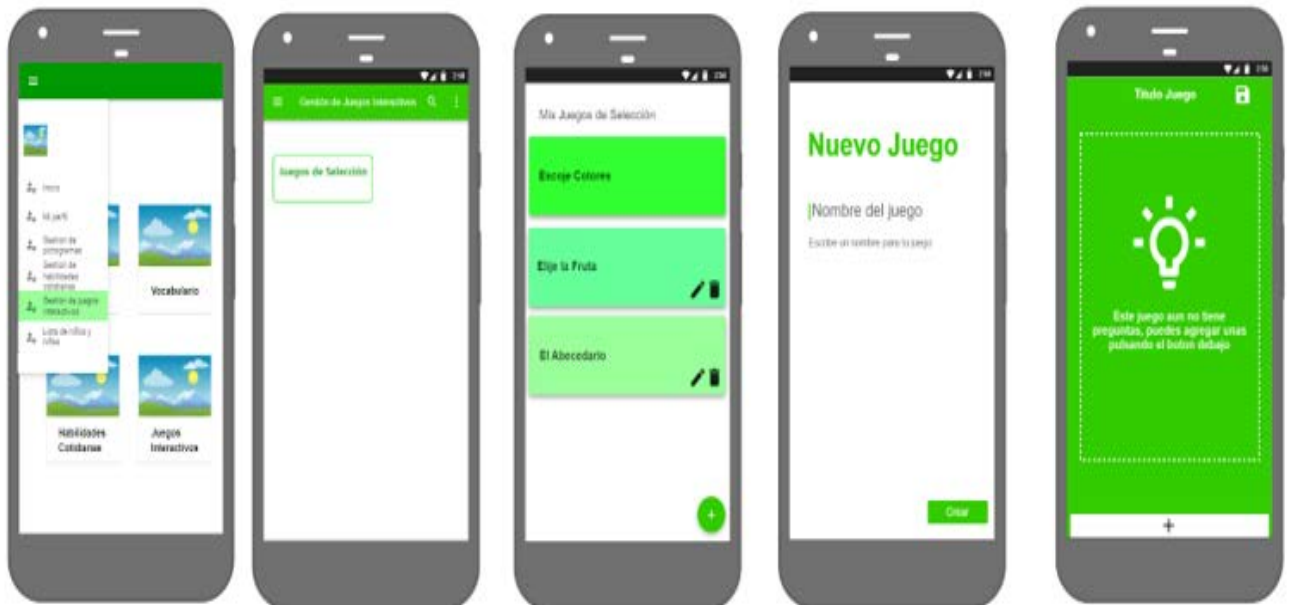 Inicio
Mi perfil
Gestión de
pictogramas
Gestión de
habilidades
cotidianas
Gestión de juegos
interactivos
Lista de niños y
niñas
Vocabulario
Habilidades
Cotidianas
Juegos
Interactivos
Gestión de Juegos Interactivos
Juegos de Selección
Mis Juegos de Selección
Escoje Colores
Elije la Fruta
El Abecedario
+
Nuevo Juego
Nombre del juego
Escribe un nombre para tu juego
Crear
Titulo Juego
Este juego aun no tiene
preguntas, puedes agregar unas
pulsando el boton debajo
+